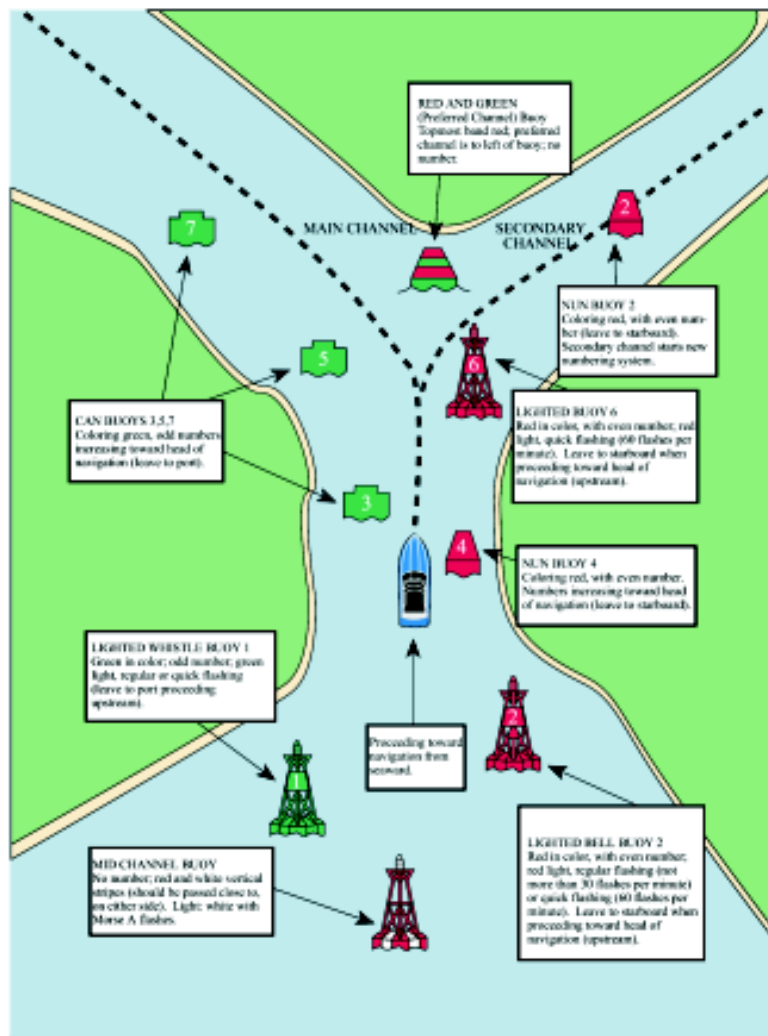 RED AND GREEN
(Preferred Channel) Buoy
Topmost band red; preferred
channel is to left of buoy; no
number.
2
7
MAIN CHANNEL
SECONDARY
CHANNEL
NUN BUOY 2
Coloring red, with even num-
ber (leave to starboard).
Secondary channel starts new
numbering system.
5
6
CAN BUOYS 3,5,7
Coloring green, odd numbers
increasing toward head of
navigation (leave to port).
LIGHTED BUOY 6
Red in color, with even number; red
light, quick flashing (60 flashes per
minute). Leave to starboard when
proceeding toward head of
navigation (upstream).
3
4
NUN BUOY 4
Coloring red, with even number.
Numbers increasing toward head
of navigation (leave to starboard).
LIGHTED WHISTLE BUOY 1
Green in color; odd number; green
light, regular or quick flashing
(leave to port proceeding
upstream).
2
Proceeding toward
navigation from
seaward.
1
LIGHTED BELL BUOY 2
Red in color, with even number;
red light, regular flashing (not
more than 30 flashes per minute)
or quick flashing (60 flashes per
minute). Leave to starboard when
proceeding toward head of
navigation (upstream).
MID CHANNEL BUOY
No number; red and white vertical
stripes (should be passed close to,
on either side). Light: white with
Morse A flashes.